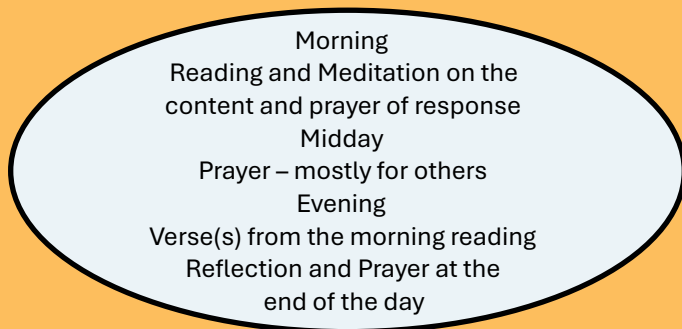 Morning
Reading and Meditation on the
content and prayer of response
Midday
Prayer – mostly for others
Evening
Verse(s) from the morning reading
Reflection and Prayer at the
end of the day